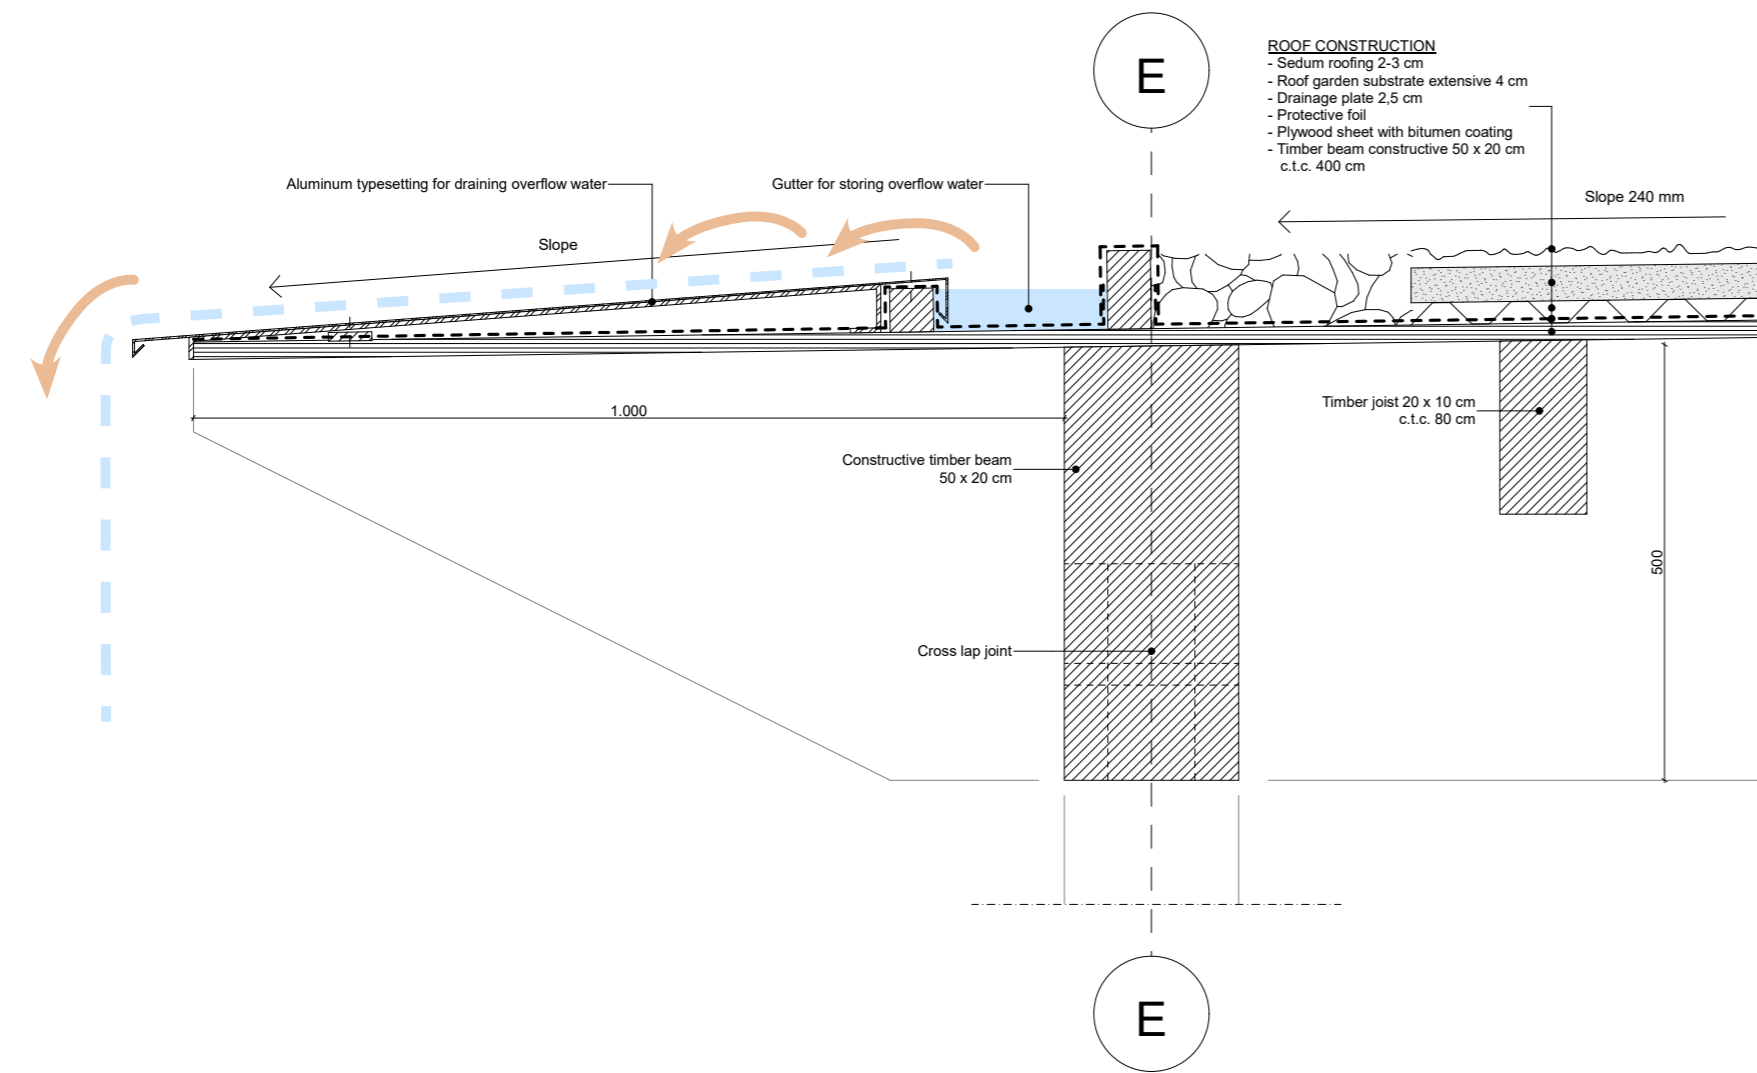 E
ROOF CONSTRUCTION
- Sedum roofing 2-3 cm
- Roof garden substrate extensive 4 cm
- Drainage plate 2,5 cm
- Protective foil
- Plywood sheet with bitumen coating
- Timber beam constructive 50 x 20 cm
c.t.c. 400 cm
Aluminum typesetting for draining overflow water
Gutter for storing overflow water
Slope 240 mm
Slope
1.000
Timber joist 20 x 10 cm
c.t.c. 80 cm
Constructive timber beam
50 x 20 cm
500
Cross lap joint
E